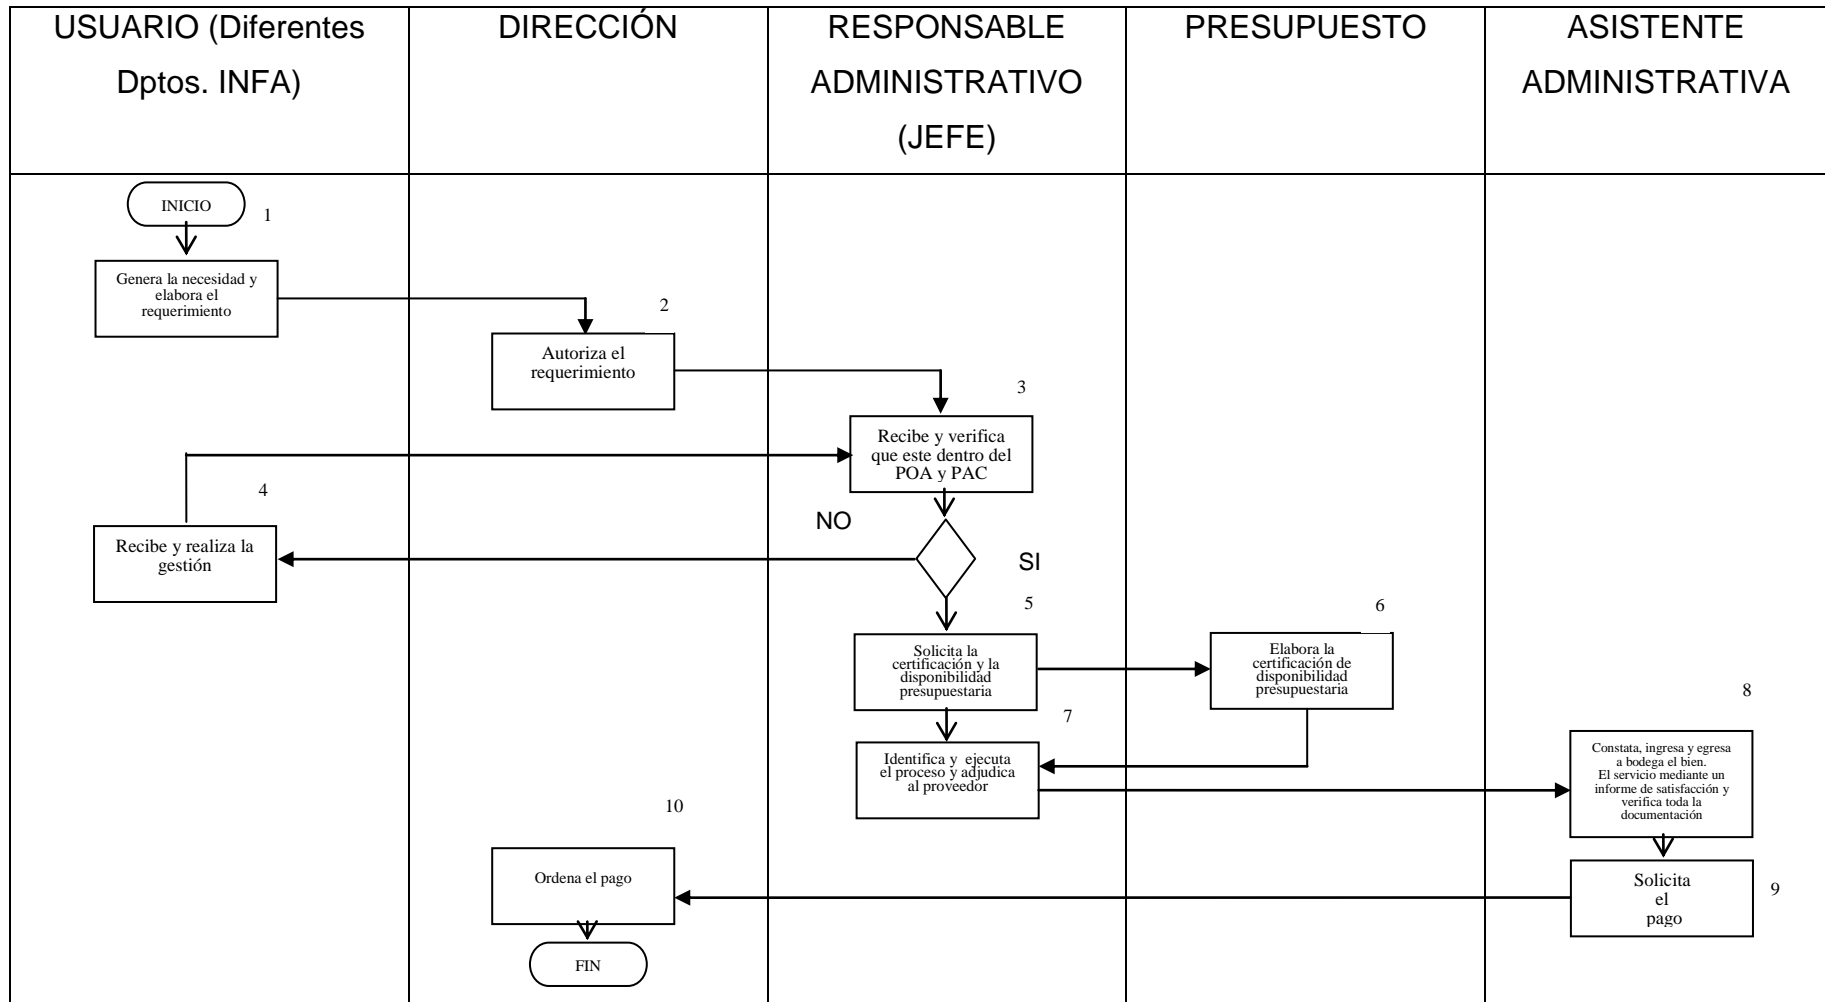 USUARIO (Diferentes
Dptos. INFA)
DIRECCIÓN
RESPONSABLE
ADMINISTRATIVO
(JEFE)
PRESUPUESTO
ASISTENTE
ADMINISTRATIVA
INICIO
1
Genera la necesidad y
elabora el
requerimiento
2
Autoriza el
requerimiento
3
Recibe y verifica
que este dentro del
POA y PAC
4
NO
Recibe y realiza la
gestión
SI
5
6
Solicita la
certificación y la
disponibilidad
presupuestaria
Elabora la
certificación de
disponibilidad
presupuestaria
7
8
Identifica y ejecuta
el proceso y adjudica
al proveedor
Constata, ingresa y egresa
a bodega el bien.
El servicio mediante un
informe de satisfacción y
verifica toda la
documentación
10
Ordena el pago
Solicita
el
pago
9
FIN